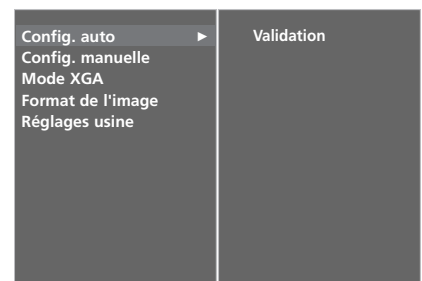 Config. auto ► Validation
Config. manuelle
Mode XGA
Format de l'image
Réglages usine